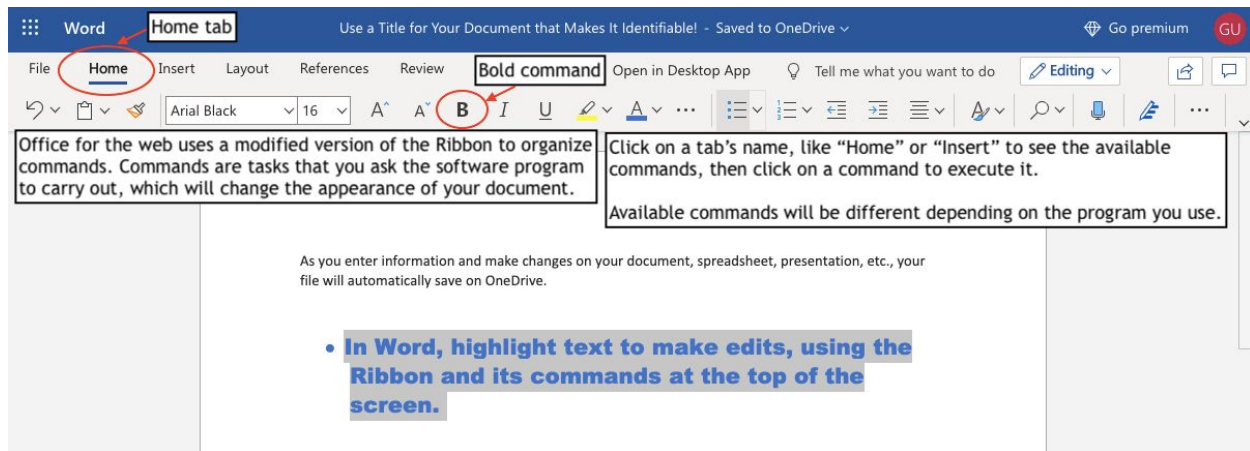 Word
Home tab
Use a Title for Your Document that Makes It Identifiable! - Saved to OneDrive
Go premium
GU
File Home Insert Layout References Review
Bold command
Open in Desktop App
Tell me what you want to do
Editing
Arial Black 16 A A B I U A
Office for the web uses a modified version of the Ribbon to organize
commands. Commands are tasks that you ask the software program
to carry out, which will change the appearance of your document.
Click on a tab’s name, like “Home” or “Insert” to see the available
commands, then click on a command to execute it.
Available commands will be different depending on the program you use.
As you enter information and make changes on your document, spreadsheet, presentation, etc., your
file will automatically save on OneDrive.
• In Word, highlight text to make edits, using the
Ribbon and its commands at the top of the
screen.